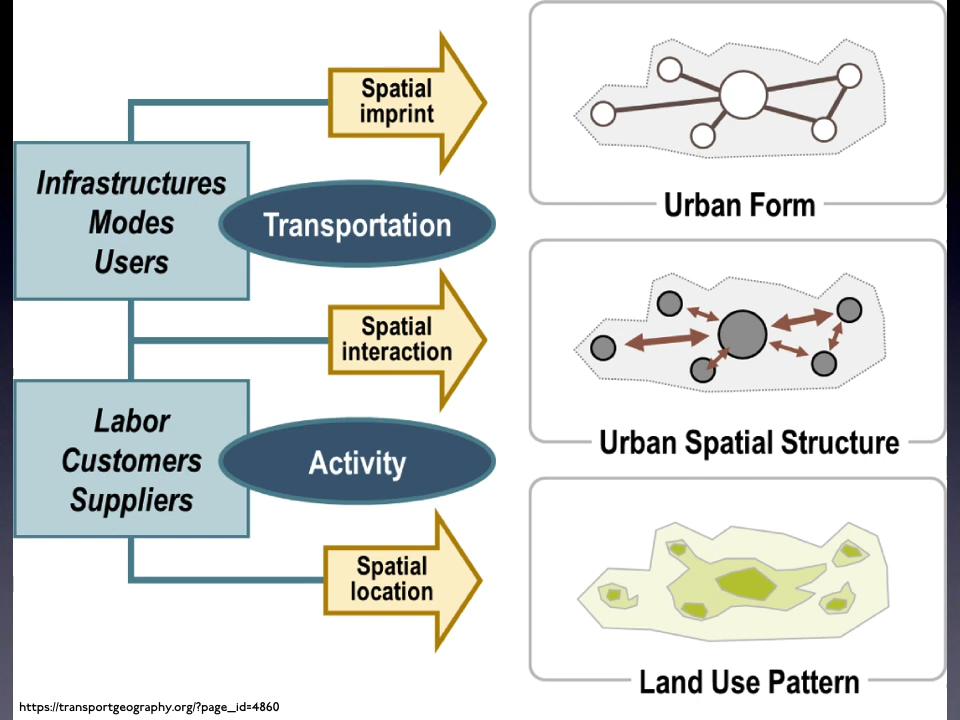 Spatial
imprint
Infrastructures
Modes
Users
Transportation
Urban Form
Spatial
interaction
Labor
Customers
Suppliers
Activity
Urban Spatial Structure
Spatial
location
Land Use Pattern
https://transportgeography.org/?page_id=4860